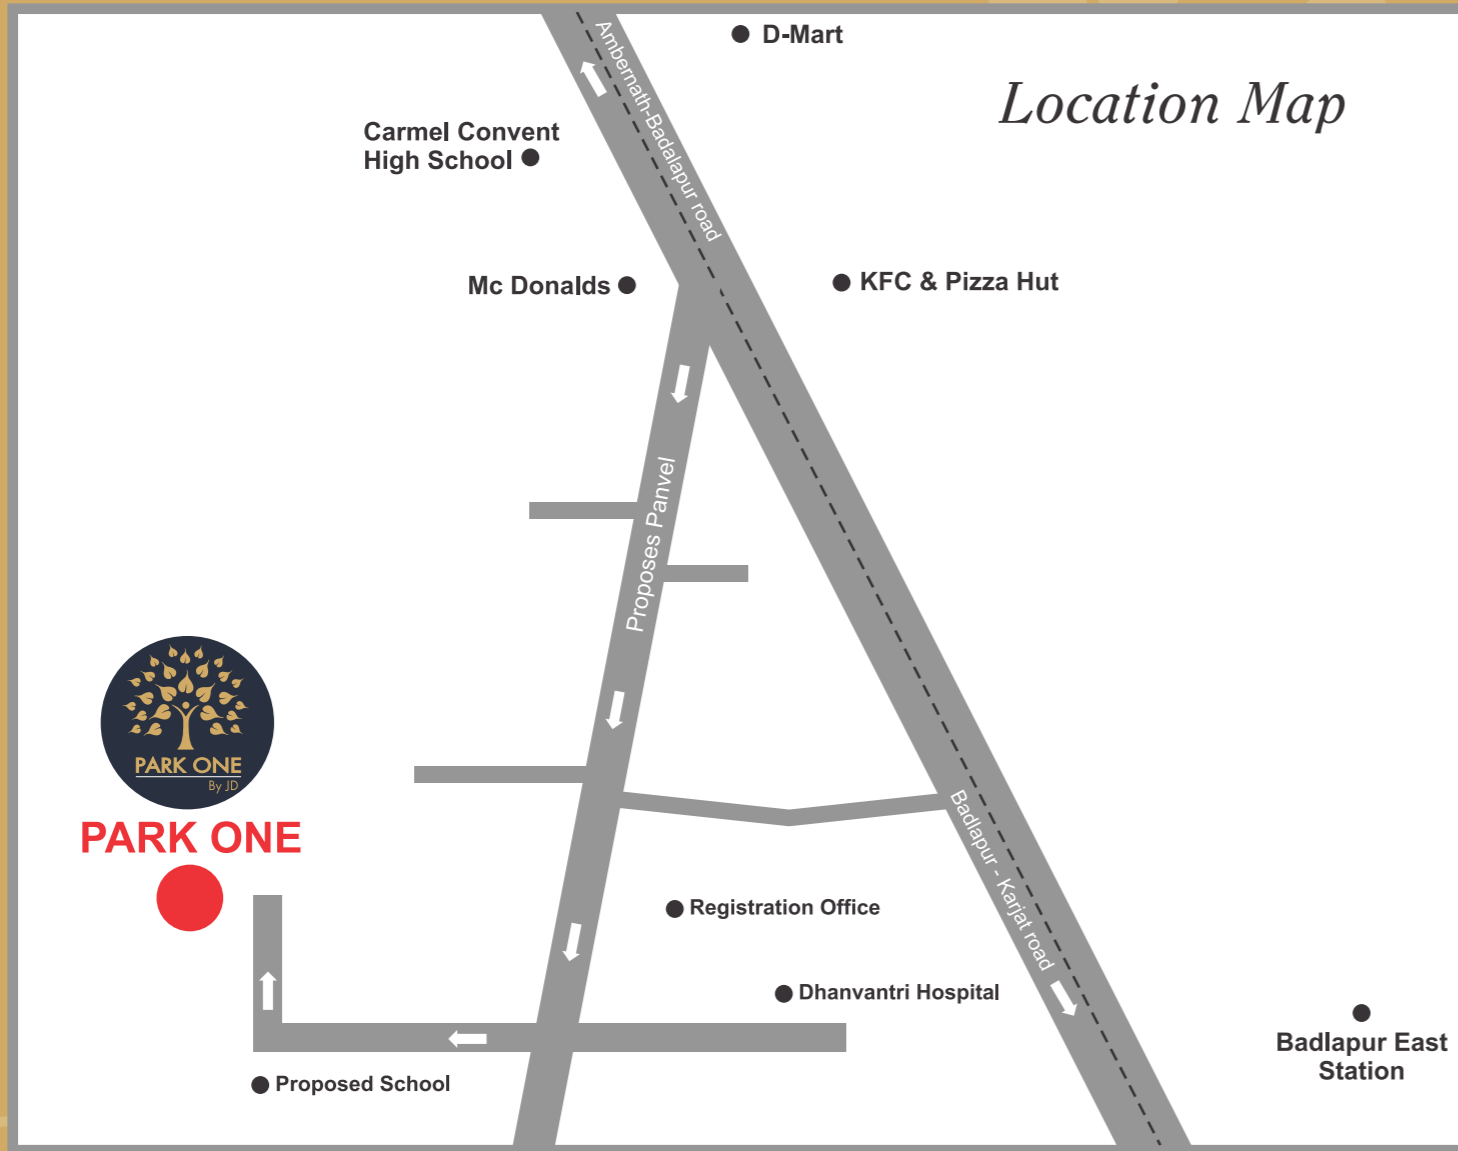 D-Mart
Location Map
Ambernath-Badalapur road
Carmel Convent
High School
Mc Donalds
KFC & Pizza Hut
Proposes Panvel
PARK ONE
By JD
PARK ONE
Badlapur - Karjat road
Registration Office
Dhanvantri Hospital
Badlapur East
Station
Proposed School